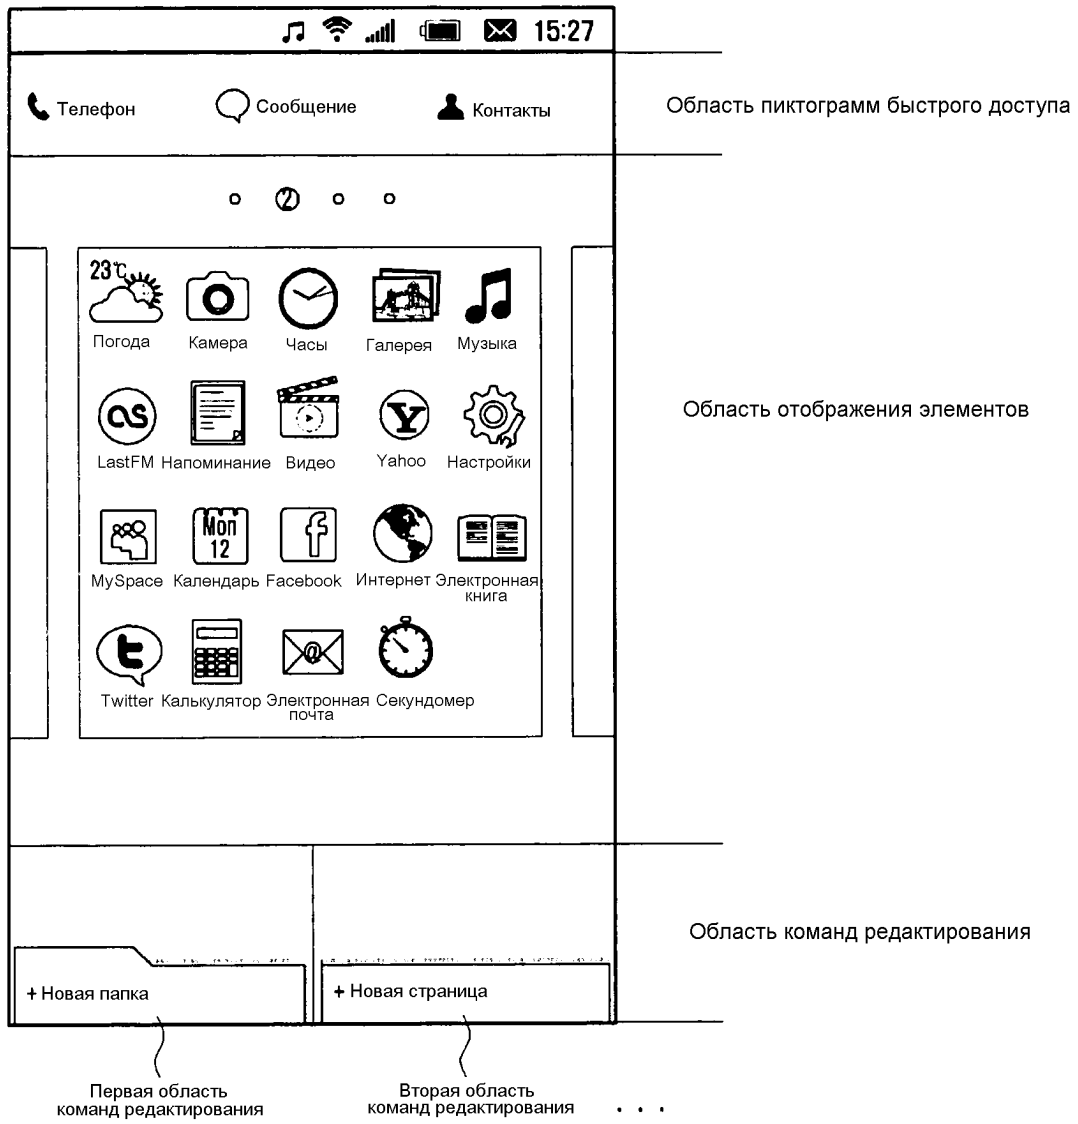 15:27
Телефон Сообщение Контакты
Область пиктограмм быстрого доступа
2
23℃
Погода Камера Часы Галерея Музыка
Область отображения элементов
as Y
LastFM Напоминание Видео Yahoo Настройки
Mon
12
f
MySpace Календарь Facebook Интернет Электронная
книга
t @
Twitter Калькулятор Электронная Секундомер
почта
Область команд редактирования
+ Новая папка + Новая страница
Первая область
команд редактирования
Вторая область
команд редактирования . . .